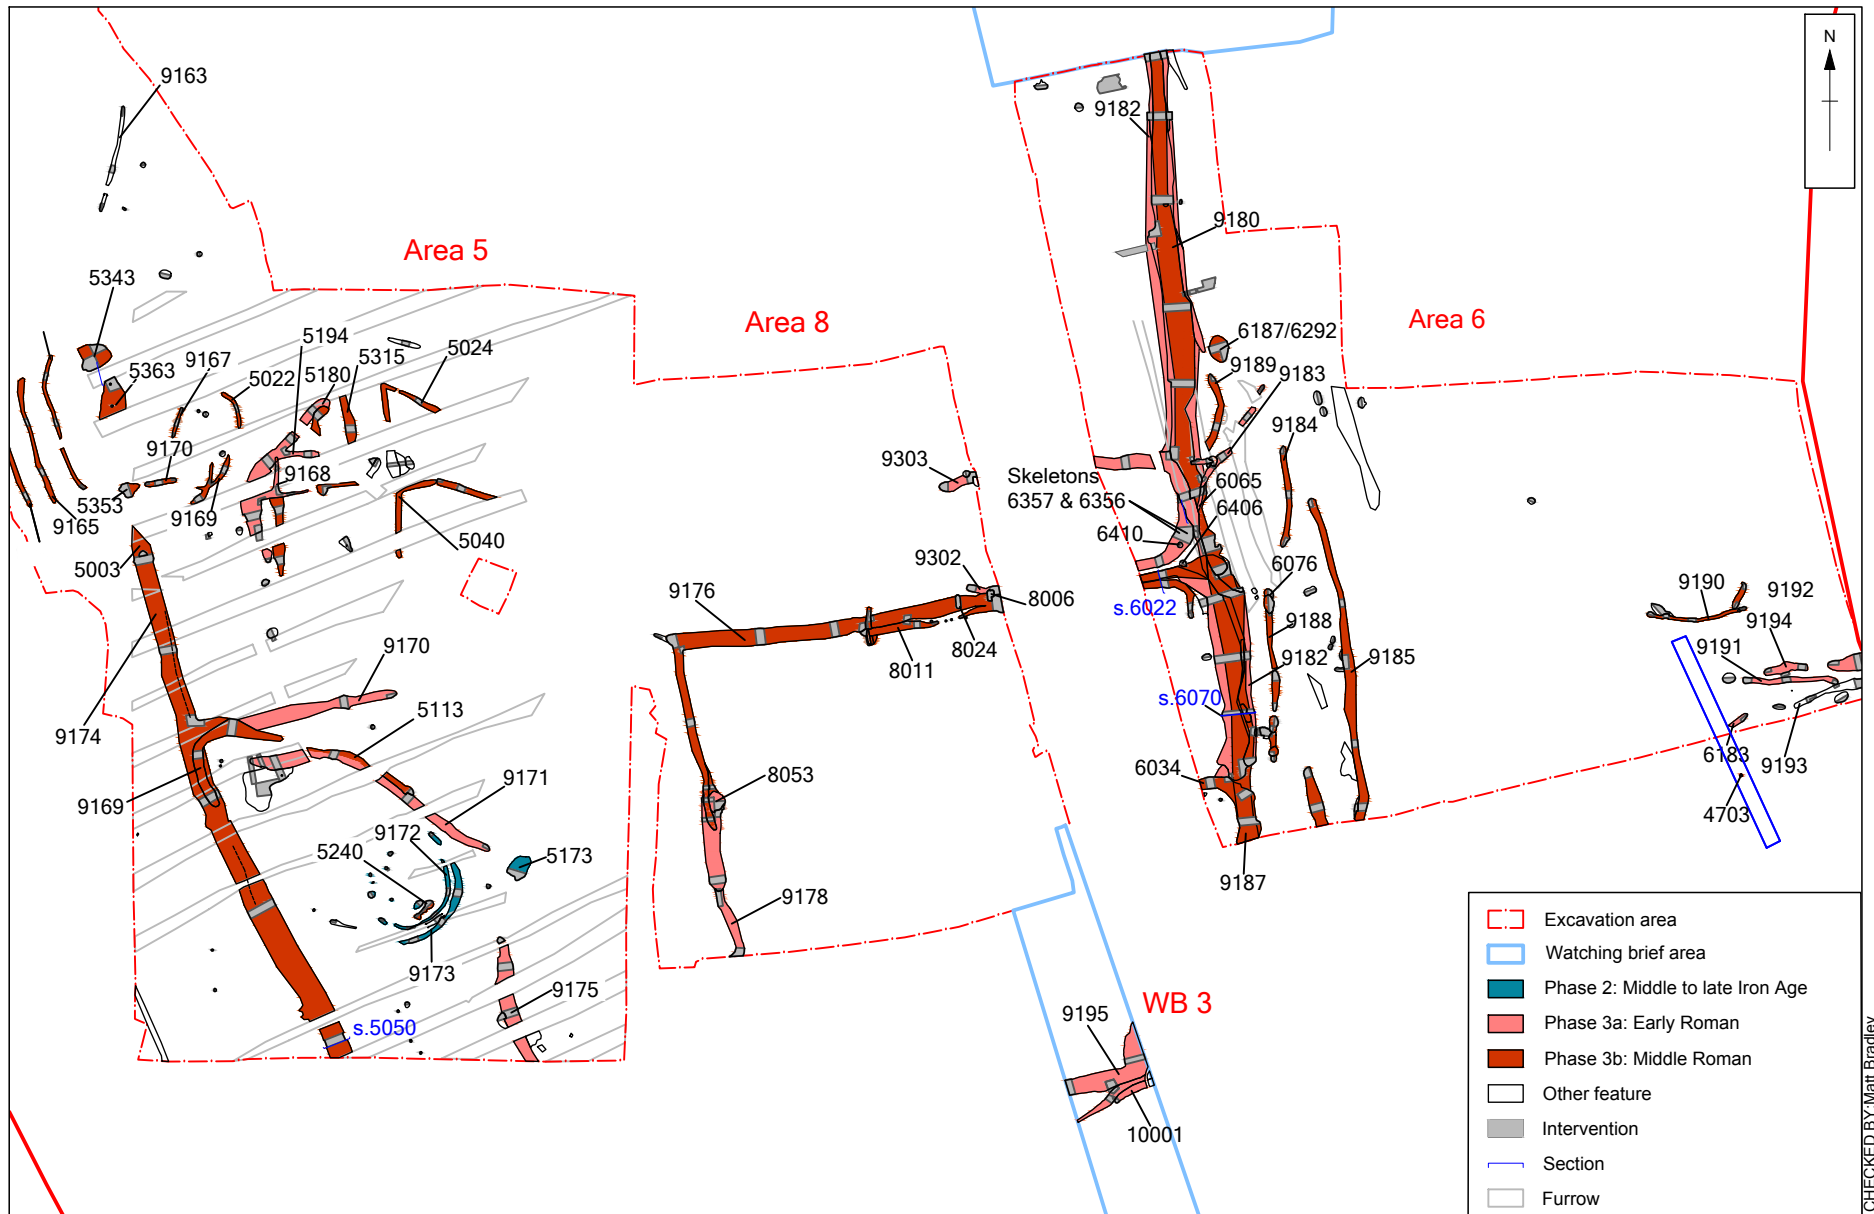 N
9163
9182
9180
Area 5
5343
Area 8
Area 6
6187/6292
5194
5315
5024
5363
9167
5022
5180
9189
9183
9184
9170
9303
Skeletons
6357 & 6356
9168
6065
6406
5353
9165
9169
6410
5040
5003
9302
8006
6076
9176
s.6022
9188
9190
9192
9194
9191
8024
8011
9182
9185
9170
s.6070
5113
9174
6183
9193
8053
6034
9171
9169
4703
9172
5240
5173
9187
9178
9173
9175
s.5050
9195
WB 3
10001
Excavation area
Watching brief area
Phase 2: Middle to late Iron Age
Phase 3a: Early Roman
Phase 3b: Middle Roman
Other feature
Intervention
Section
Furrow
CHECKED BY:Matt Bradley